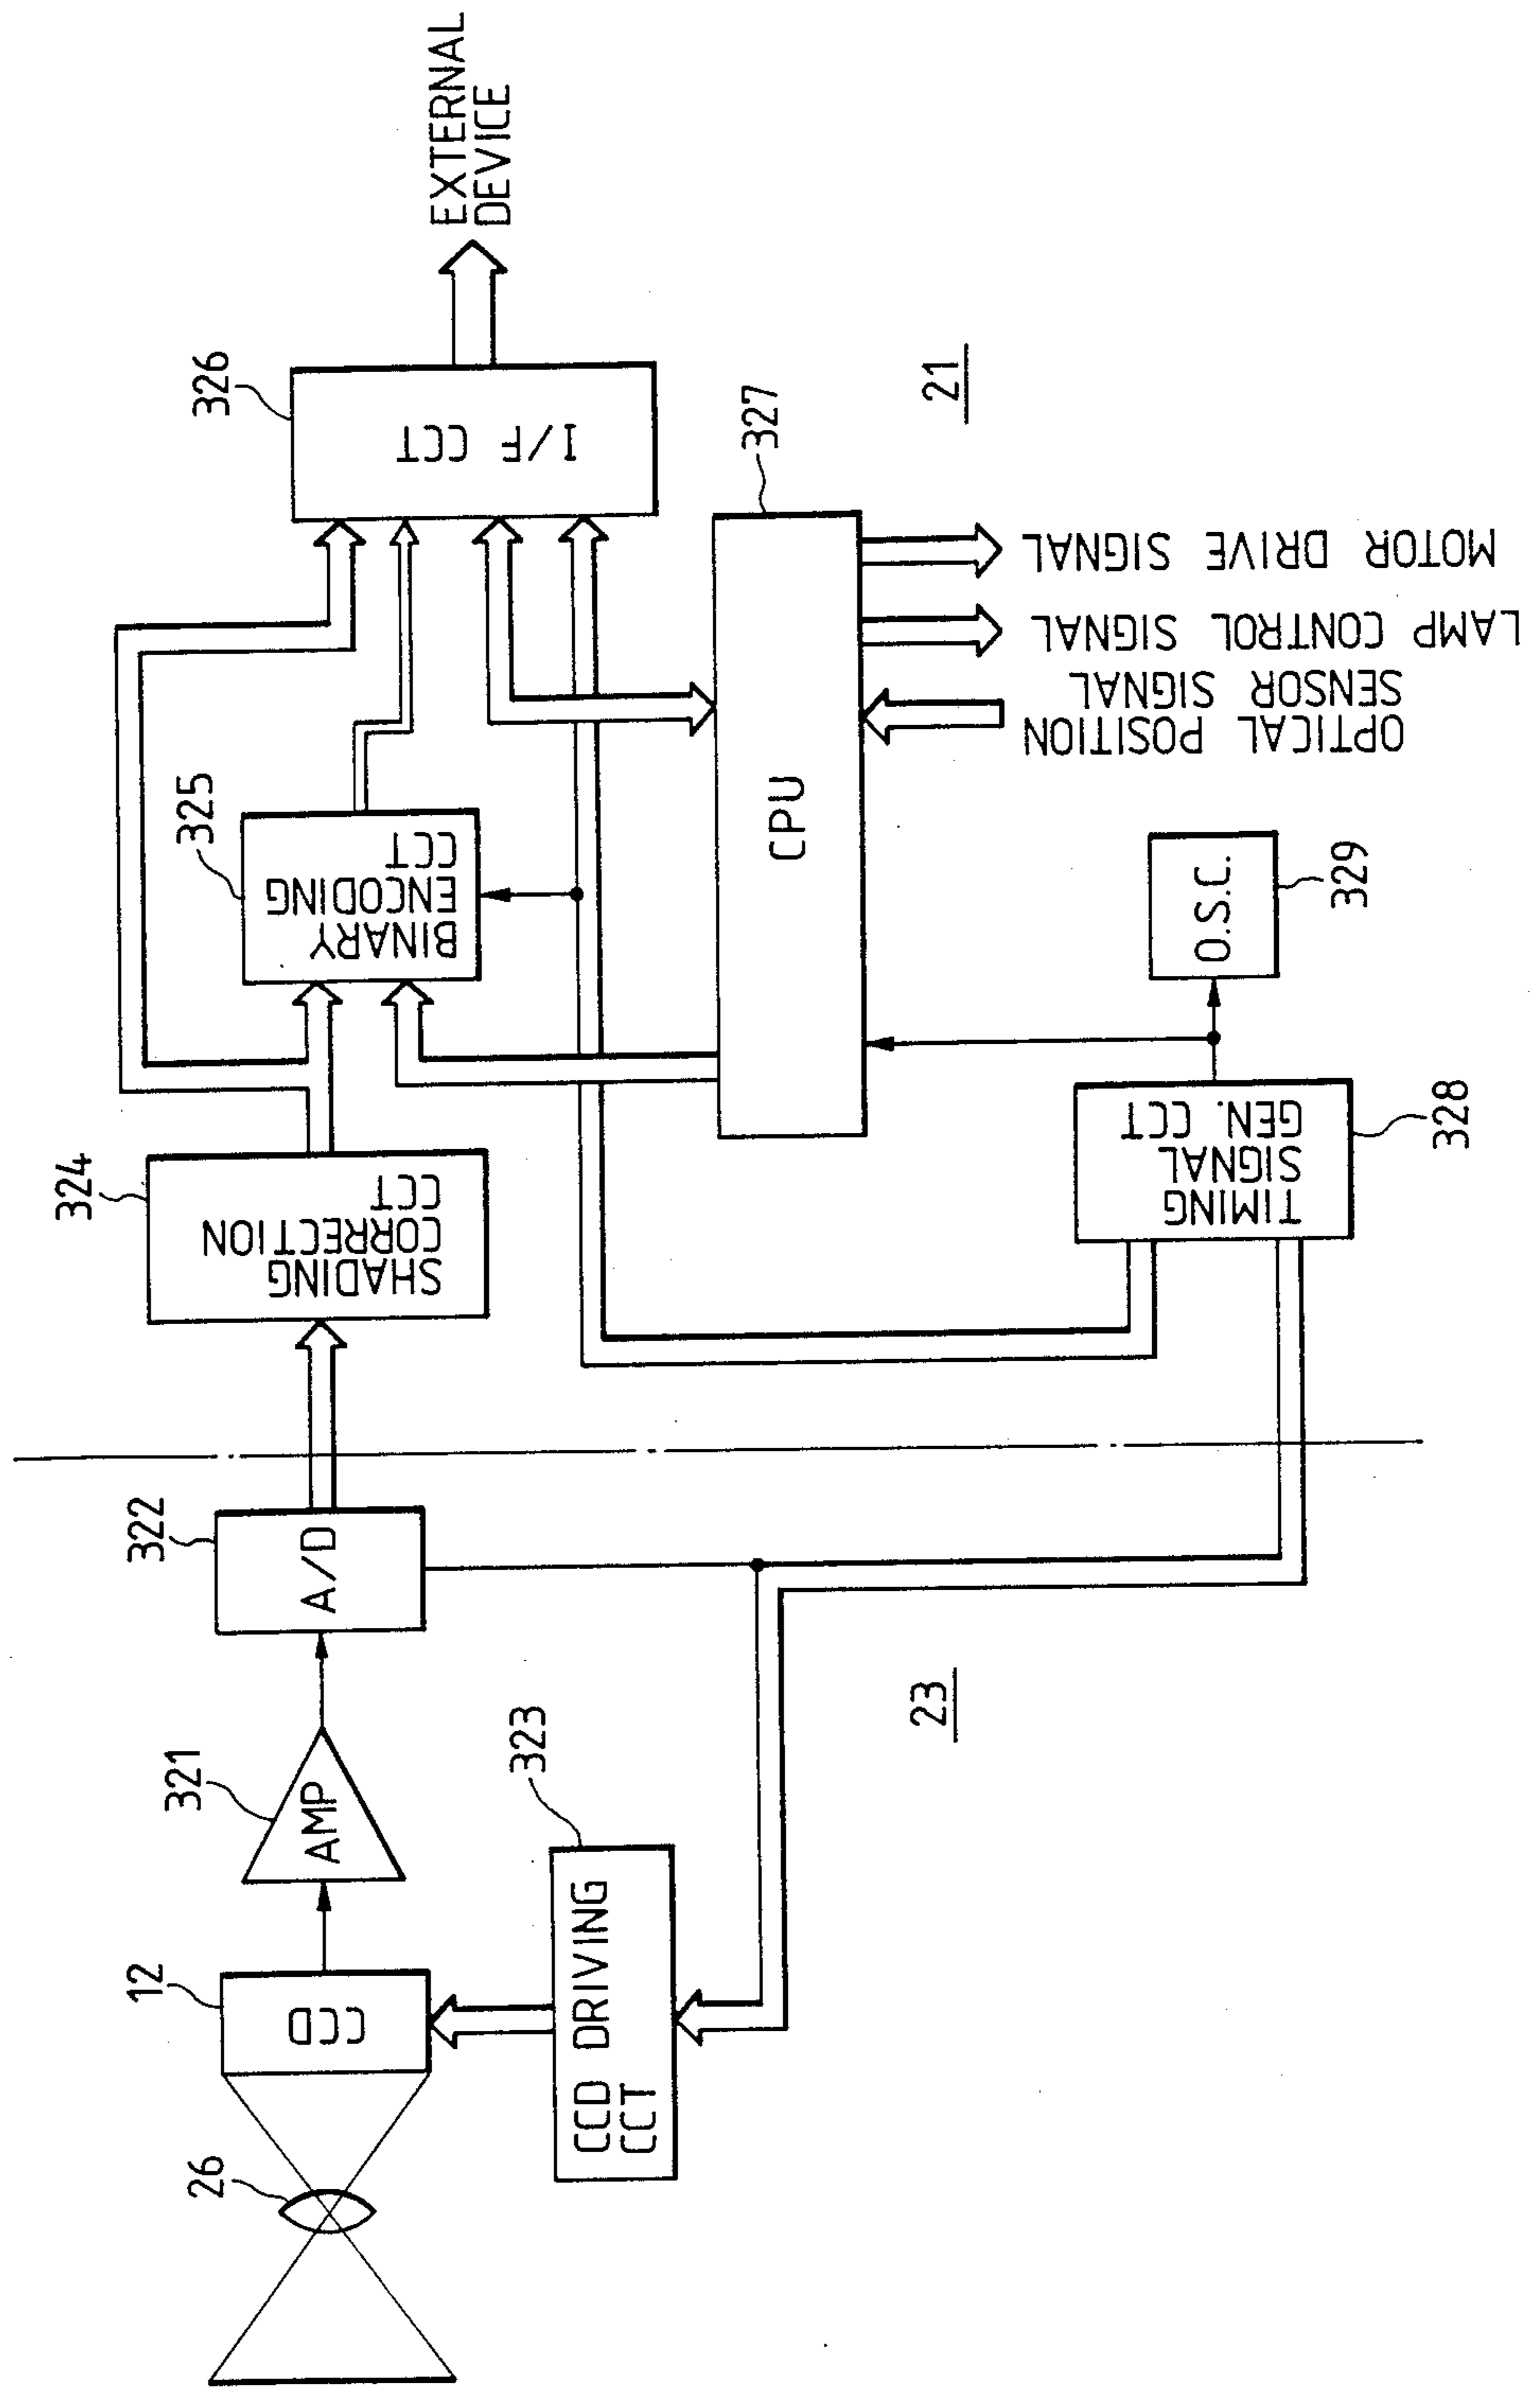 26
12
CCD
321
AMP
322
A/D
324
SHADING
CORRECTION
CCT
325
BINARY
ENCODING
CCT
326
I/F CCT
EXTERNAL
DEVICE
323
CCD DRIVING
CCT
327
CPU
23
21
OPTICAL POSITION
SENSOR SIGNAL
LAMP CONTROL SIGNAL
MOTOR DRIVE SIGNAL
TIMING
SIGNAL
GEN. CCT
328
O.S.C.
329